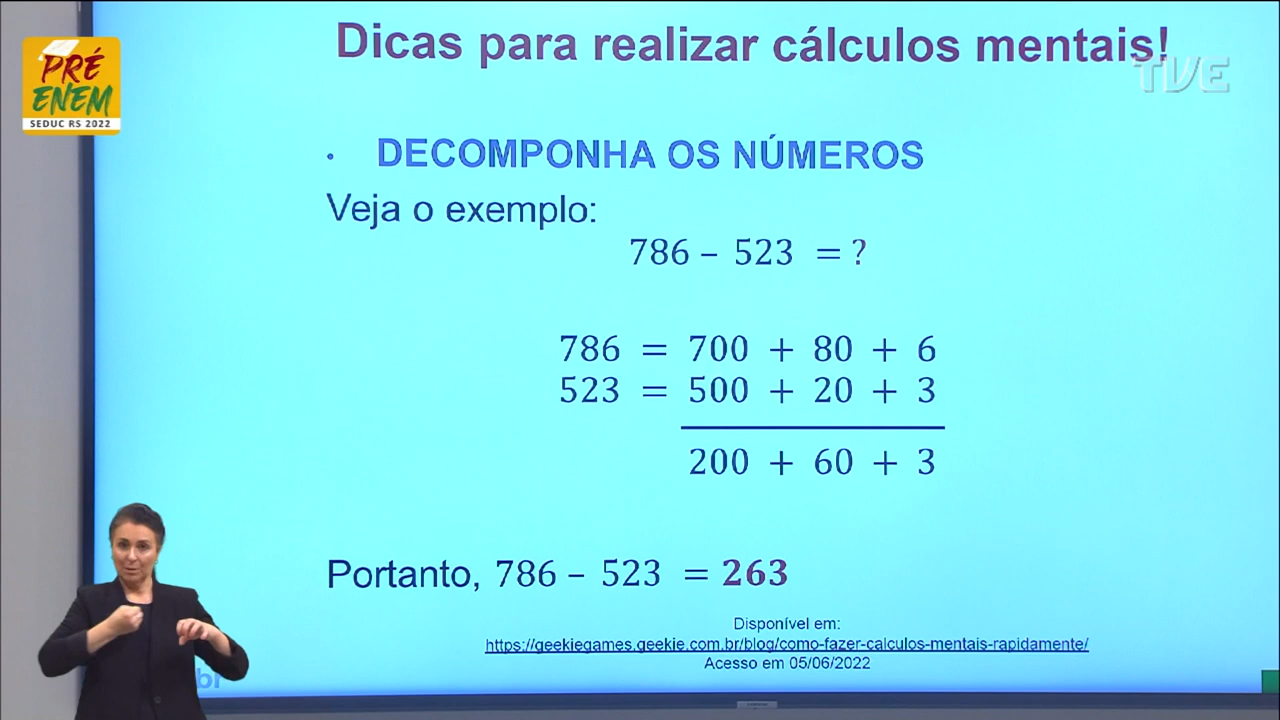 Dicas para realizar cálculos mentais!
TVE
PRÉ
ENEM
SEDUC RS 2022
• DECOMPONHA OS NÚMEROS
Veja o exemplo:
786 – 523 = ?
786 = 700 + 80 + 6
523 = 500 + 20 + 3
200 + 60 + 3
Portanto, 786 – 523 = 263
Disponível em:
https://geekiegames.geekie.com.br/blog/como-fazer-calculos-mentais-rapidamente/
Acesso em 05/06/2022
br